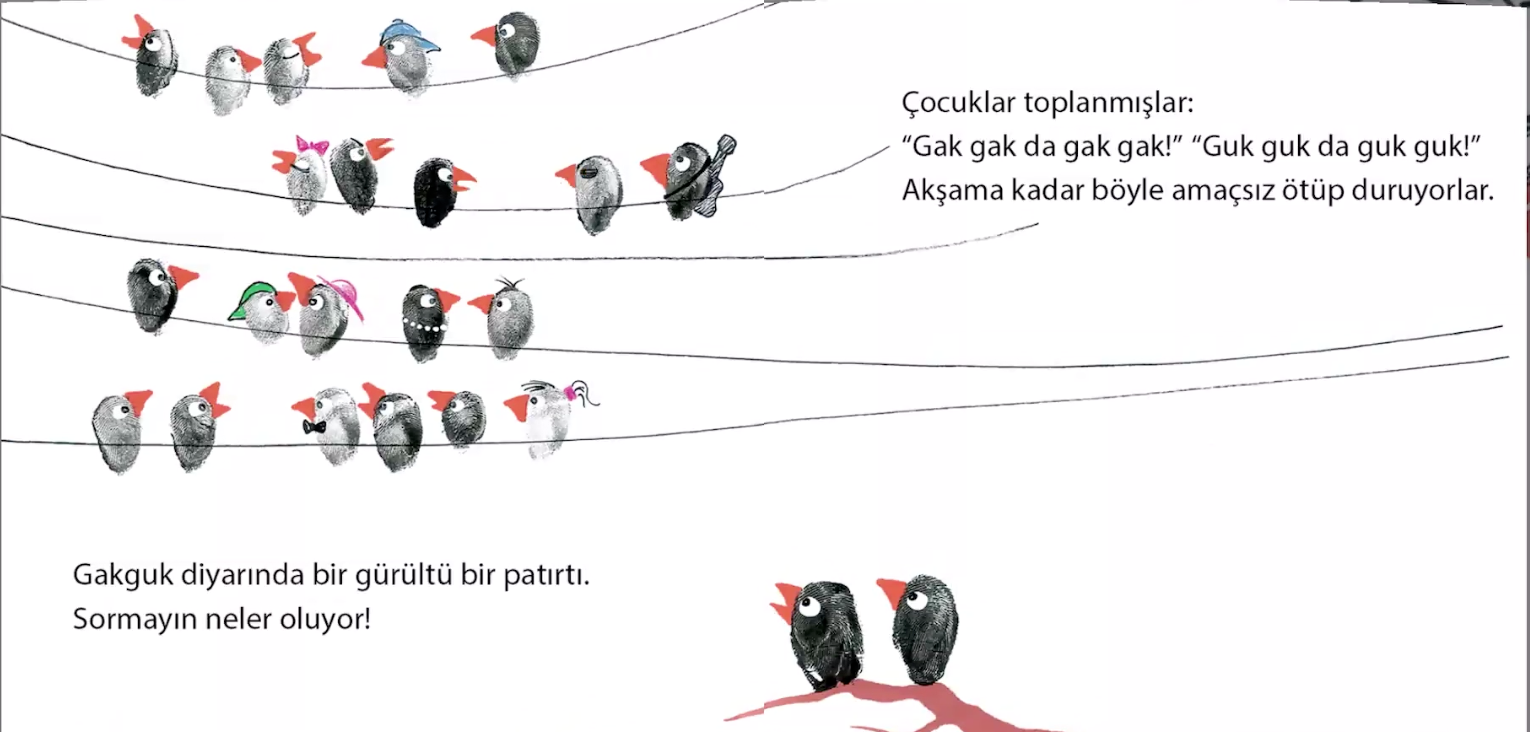 Çocuklar toplanmışlar:
“Gak gak da gak gak!” “Guk guk da guk guk!”
Akşama kadar böyle amaçsız ötüp duruyorlar.
Gakguk diyarında bir gürültü bir patırtı.
Sormayın neler oluyor!